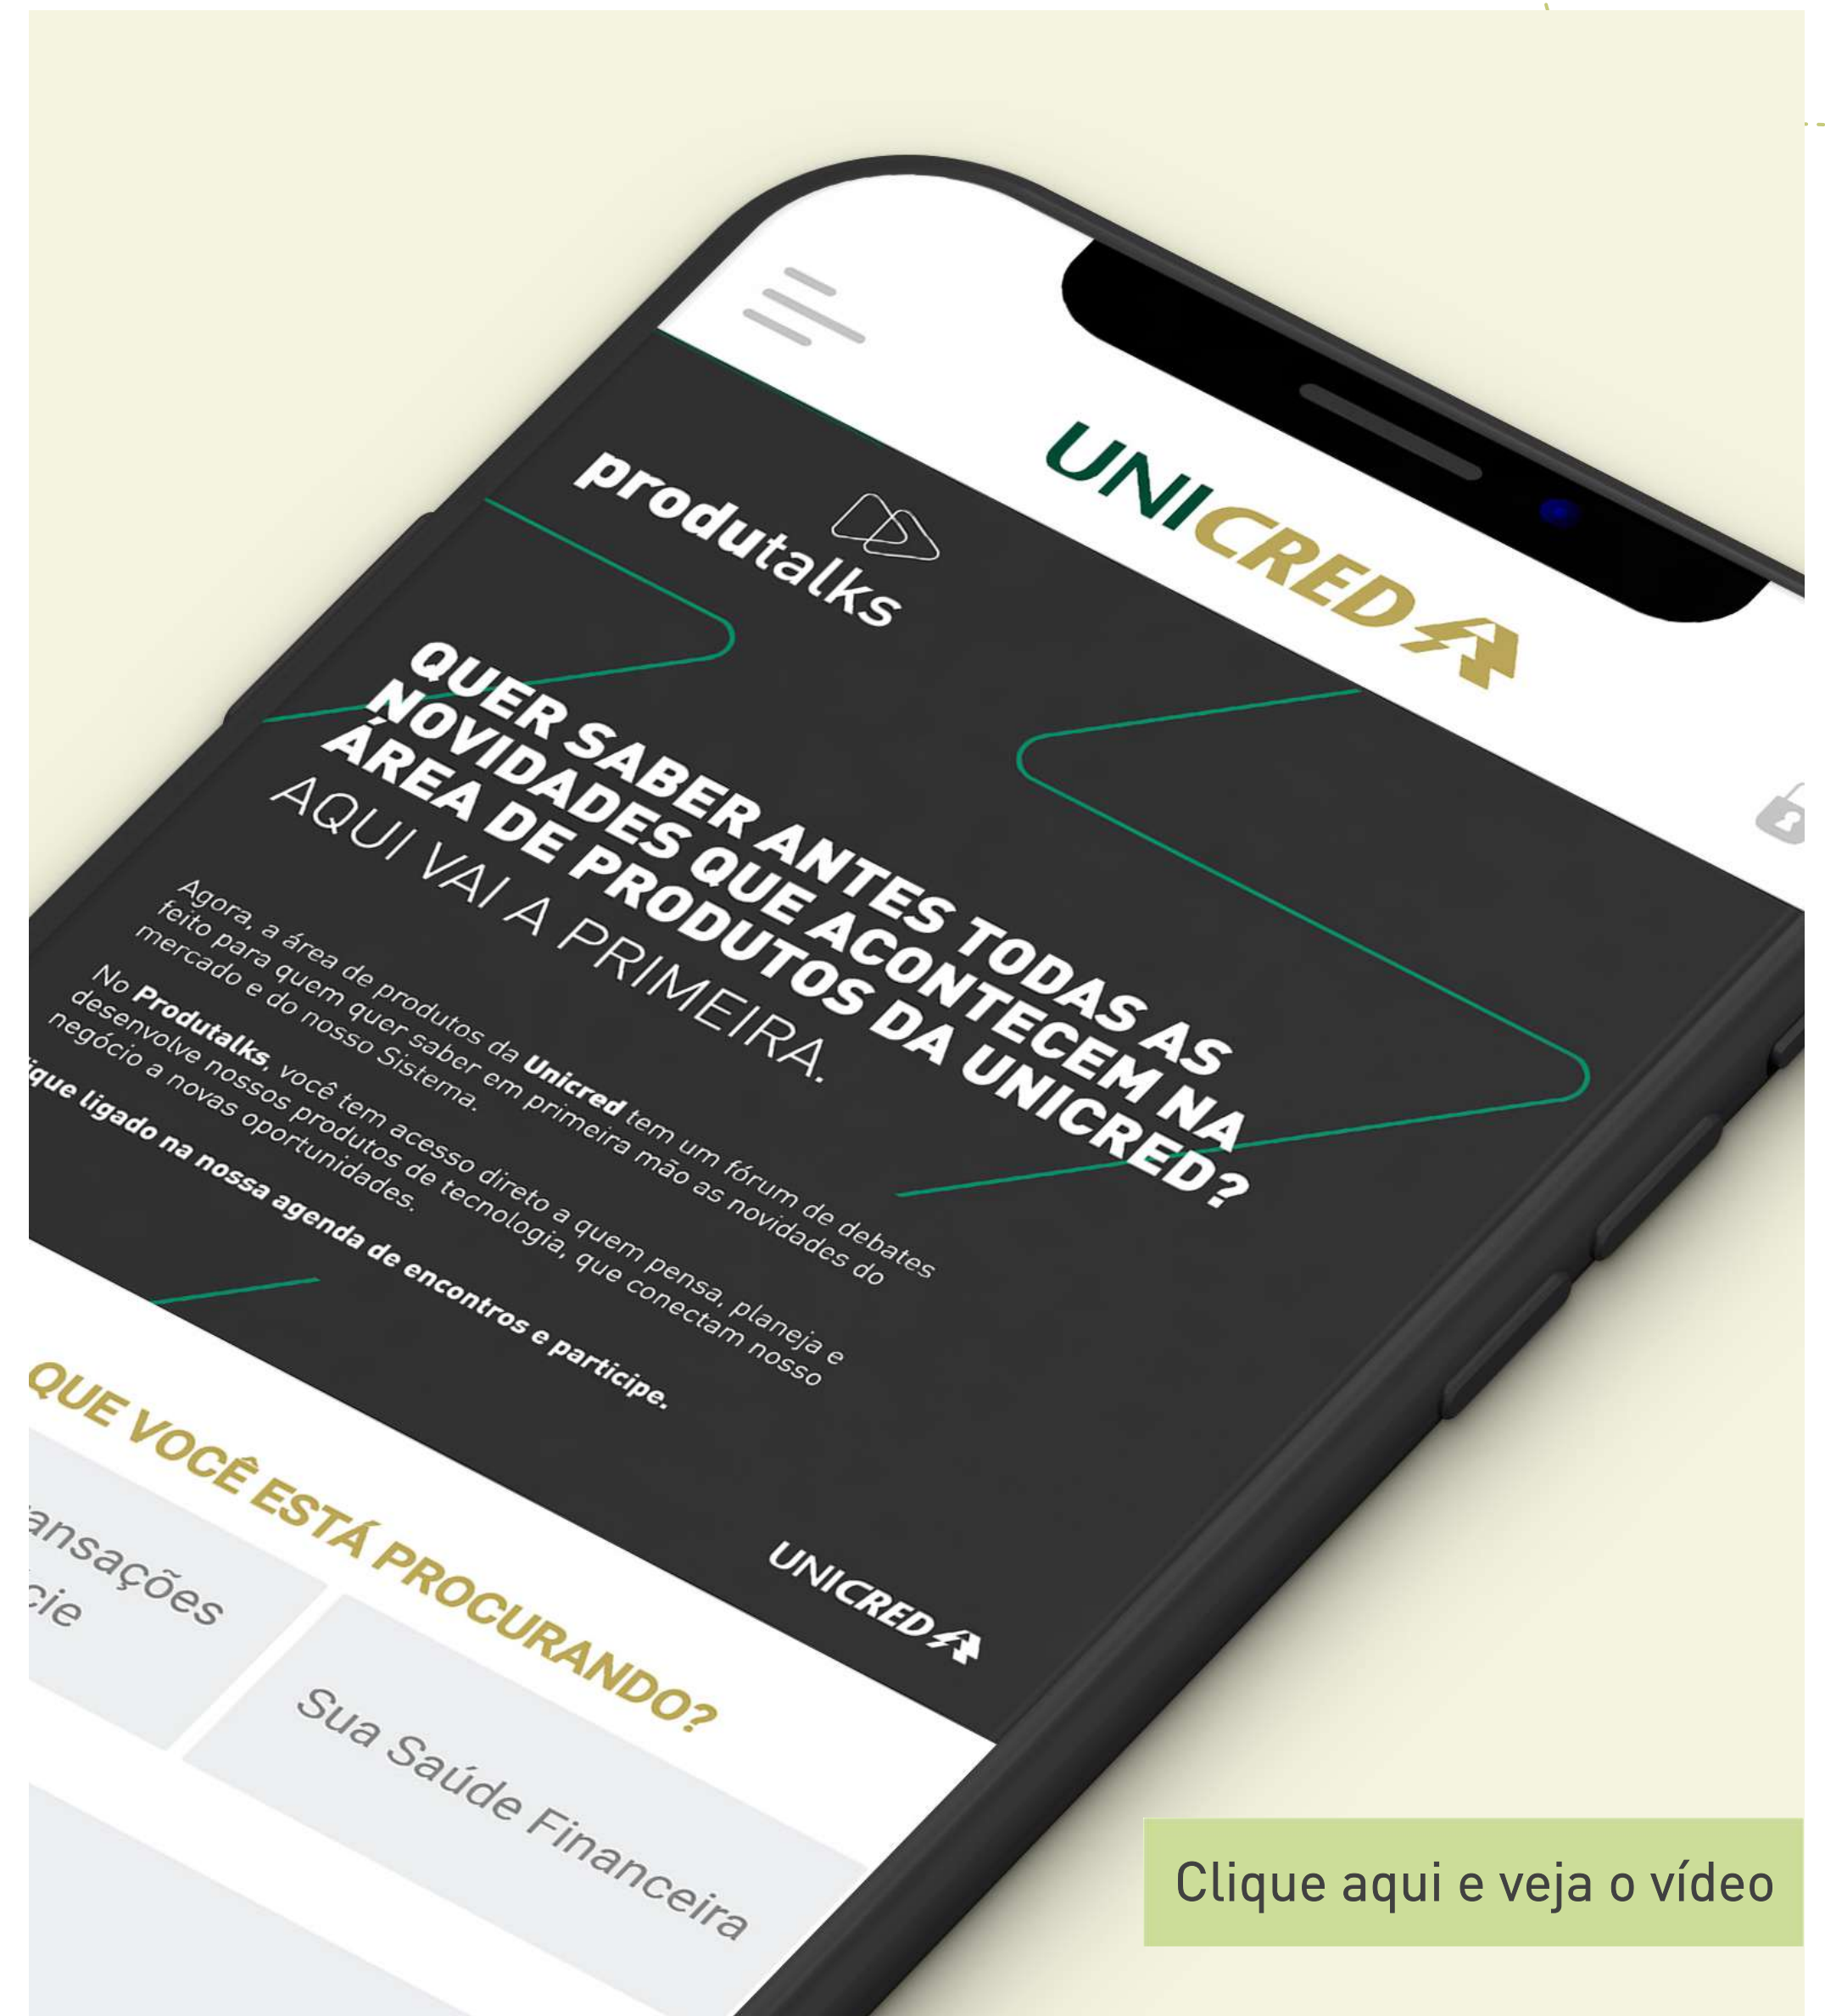 UNICRED
produtalks
QUER SABER ANTES TODAS AS
NOVIDADES QUE ACONTECEM NA
ÁREA DE PRODUTOS DA UNICRED?
AQUI VAI A PRIMEIRA.
Agora, a área de produtos da Unicred tem um fórum de debates
feito para quem quer saber em primeira mão as novidades do
mercado e do nosso Sistema.
No Produtalks, você tem acesso direto a quem pensa, planeja e
desenvolve nossos produtos de tecnologia, que conectam nosso
negócio a novas oportunidades.
ique ligado na nossa agenda de encontros e participe.
UNICRED
QUE VOCÊ ESTÁ PROCURANDO?
ansações
cie
Sua Saúde Financeira
Clique aqui e veja o vídeo